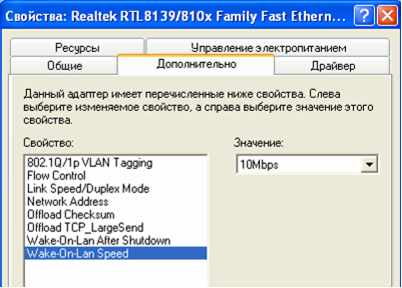 Свойства: Realtek RTL8139/810x Family Fast Ethern...
Ресурсы
Управление электропитанием
Общие
Дополнительно
Драйвер
Данный адаптер имеет перечисленные ниже свойства. Слева
выберите изменяемое свойство, а справа выберите значение этого
свойства.
Свойство:
Значение:
802.1Q/1p VLAN Tagging
10Mbps
Flow Control
Link Speed/Duplex Mode
Network Address
Offload Checksum
Offload TCP_LargeSend
Wake-On-Lan After Shutdown
Wake-On-Lan Speed